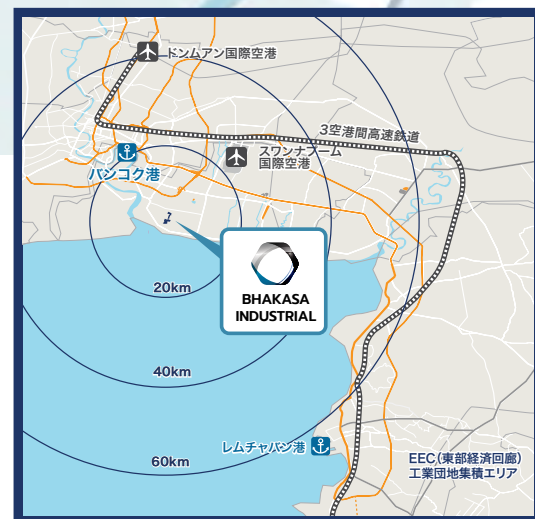 ドンムアン国際空港
3空港間高速鉄道
スワンナプーム
国際空港
バンコク港
BHAKASA
INDUSTRIAL
20km
40km
60km
レムチャバン港
EEC(東部経済回廊)
工業団地集積エリア